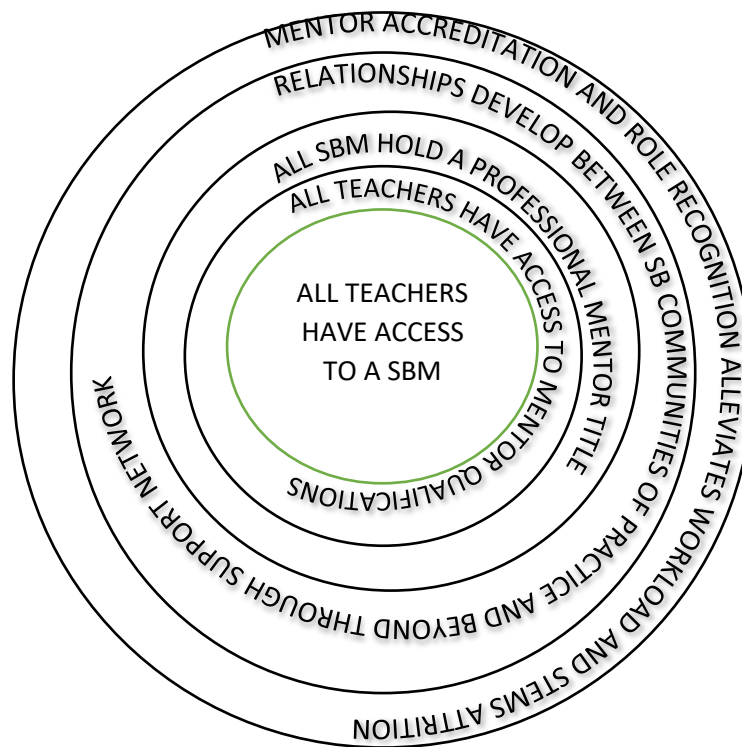 MENTOR ACCREDITATION AND ROLE RECOGNITION ALLEVIATES WORKLOAD AND STEMS ATTRITION
RELATIONSHIPS DEVELOP BETWEEN SB COMMUNITIES OF PRACTICE AND BEYOND THROUGH SUPPORT NETWORK
ALL SBM HOLD A PROFESSIONAL MENTOR TITLE
ALL TEACHERS HAVE ACCESS TO MENTOR QUALIFICATIONS
ALL TEACHERS
HAVE ACCESS
TO A SBM